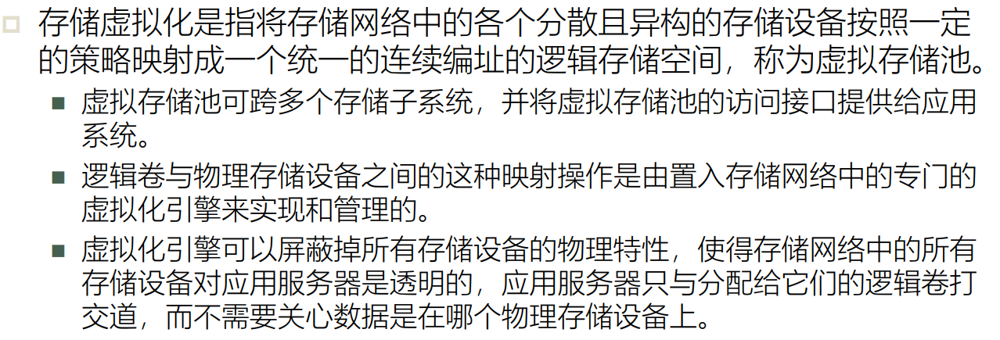 存储虚拟化是指将存储网络中的各个分散且异构的存储设备按照一定
的策略映射成一个统一的连续编址的逻辑存储空间，称为虚拟存储池。
虚拟存储池可跨多个存储子系统，并将虚拟存储池的访问接口提供给应用
系统。
逻辑卷与物理存储设备之间的这种映射操作是由置入存储网络中的专门的
虚拟化引擎来实现和管理的。
虚拟化引擎可以屏蔽掉所有存储设备的物理特性，使得存储网络中的所有
存储设备对应用服务器是透明的，应用服务器只与分配给它们的逻辑卷打
交道，而不需要关心数据是在哪个物理存储设备上。